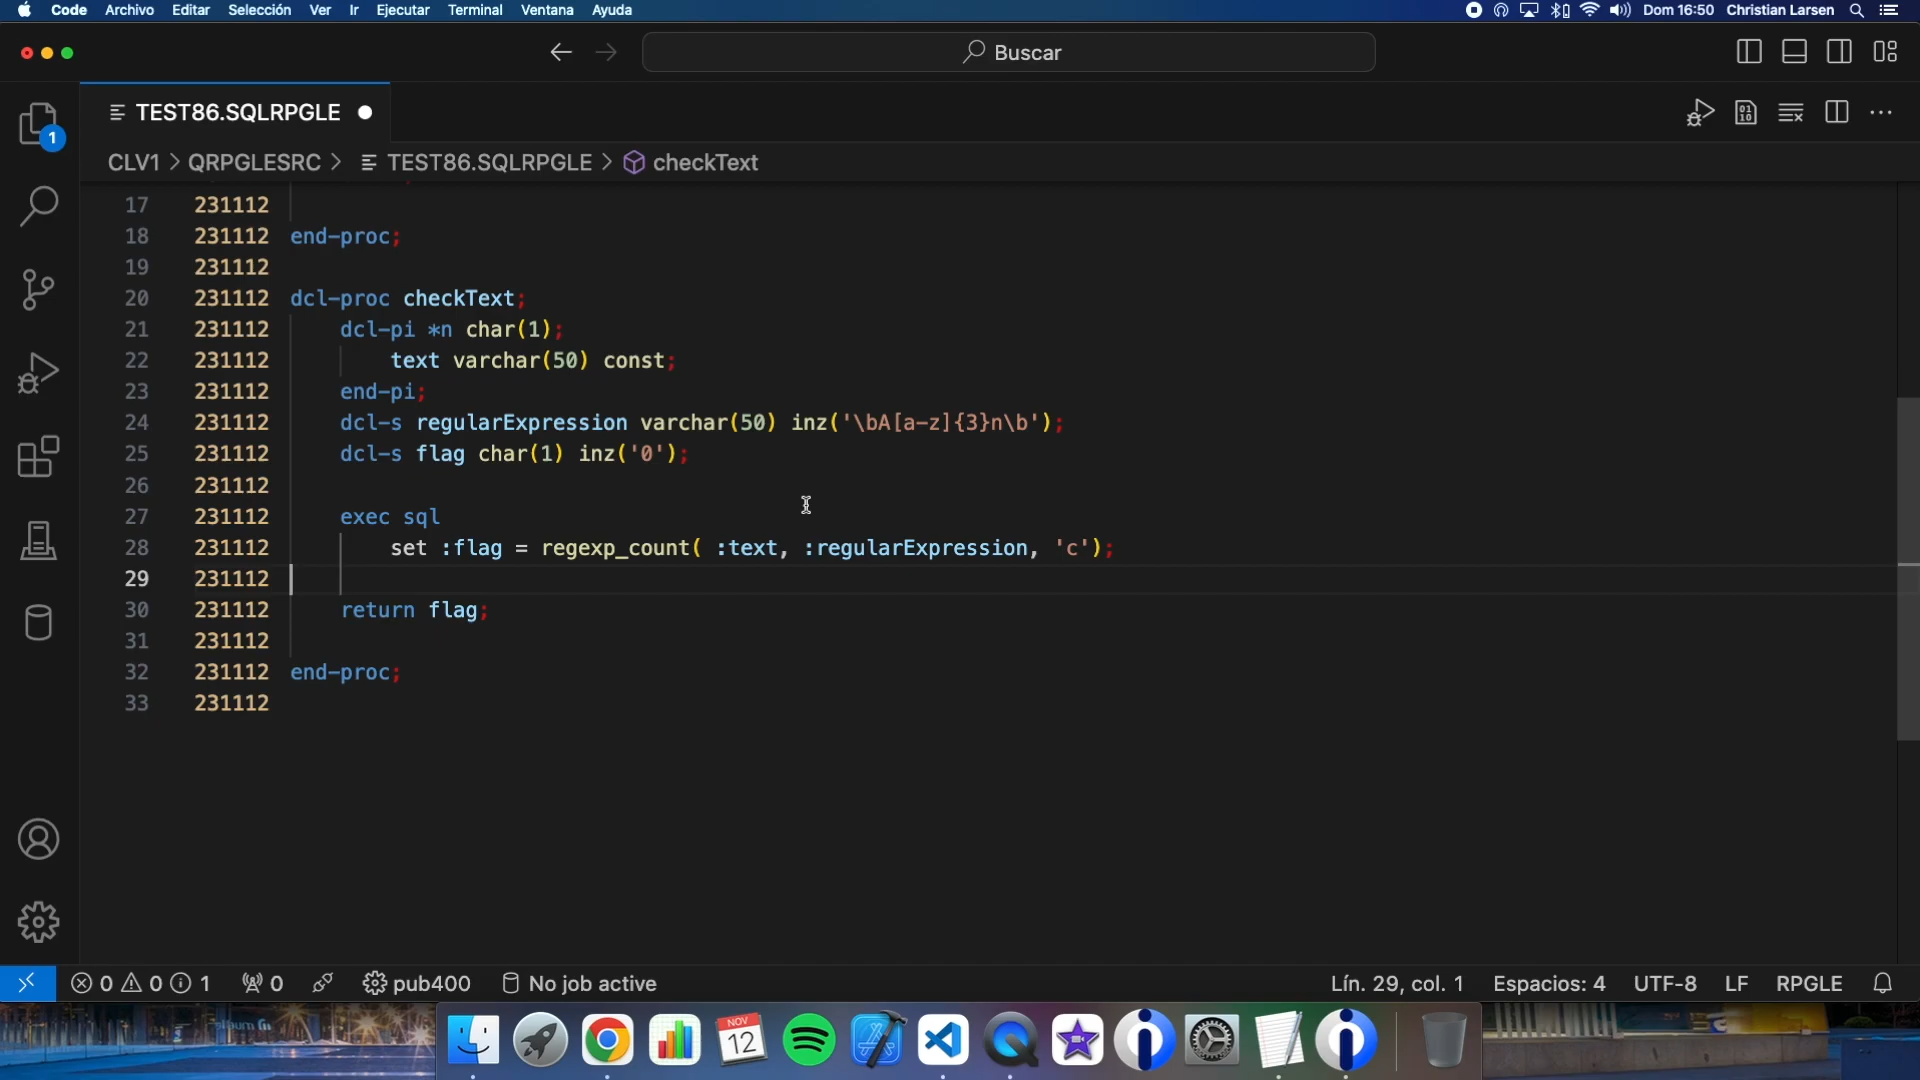 Code Archivo Editar Selección Ver Ir Ejecutar Terminal Ventana Ayuda Dom 16:50 Christian Larsen
Buscar
1
TEST86.SQLRPGLE
CLV1 > QRPGLESRC > TEST86.SQLRPGLE > checkText
17 231112
18 231112 end-proc;
19 231112
20 231112 dcl-proc checkText;
21 231112 dcl-pi *n char(1);
22 231112 text varchar(50) const;
23 231112 end-pi;
24 231112 dcl-s regularExpression varchar(50) inz('\bA[a-z]{3}n\b');
25 231112 dcl-s flag char(1) inz('0');
26 231112
27 231112 exec sql
28 231112 set :flag = regexp_count( :text, :regularExpression, 'c');
29 231112
30 231112 return flag;
31 231112
32 231112 end-proc;
33 231112
0 0 1 0 pub400 No job active Lín. 29, col. 1 Espacios: 4 UTF-8 LF RPGLE
NOV
12